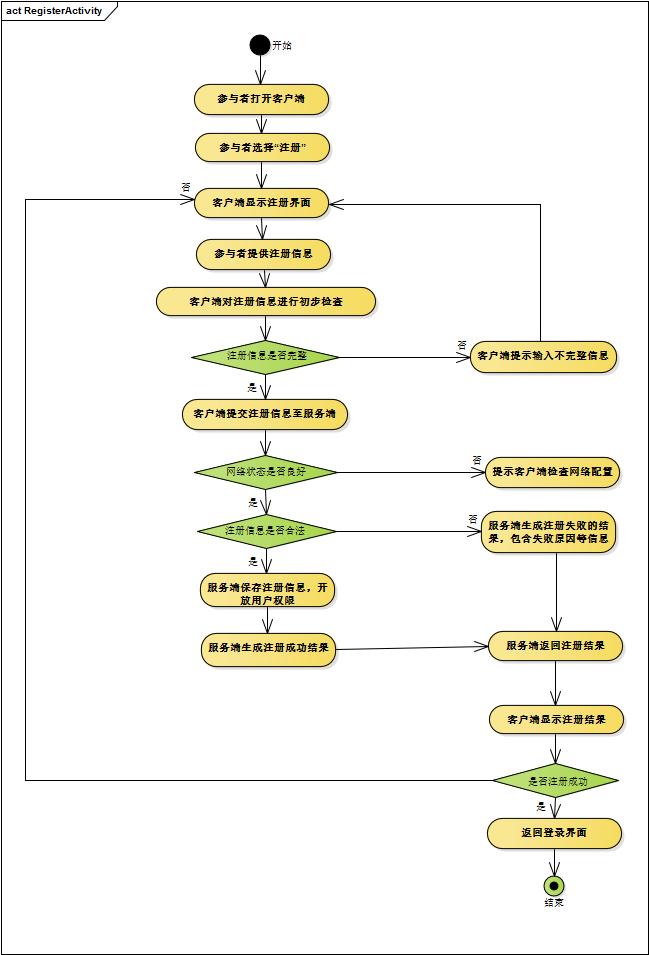 act RegisterActivity
开始
参与者打开客户端
参与者选择“注册”
否
客户端显示注册界面
参与者提供注册信息
客户端对注册信息进行初步检查
注册信息是否完整
否
客户端提示输入不完整信息
是
客户端提交注册信息至服务端
网络状态是否良好
否
提示客户端检查网络配置
是
注册信息是否合法
否
服务端生成注册失败的结
果，包含失败原因等信息
是
服务端保存注册信息，开
放用户权限
服务端生成注册成功结果
服务端返回注册结果
客户端显示注册结果
是否注册成功
是
返回登录界面
结束